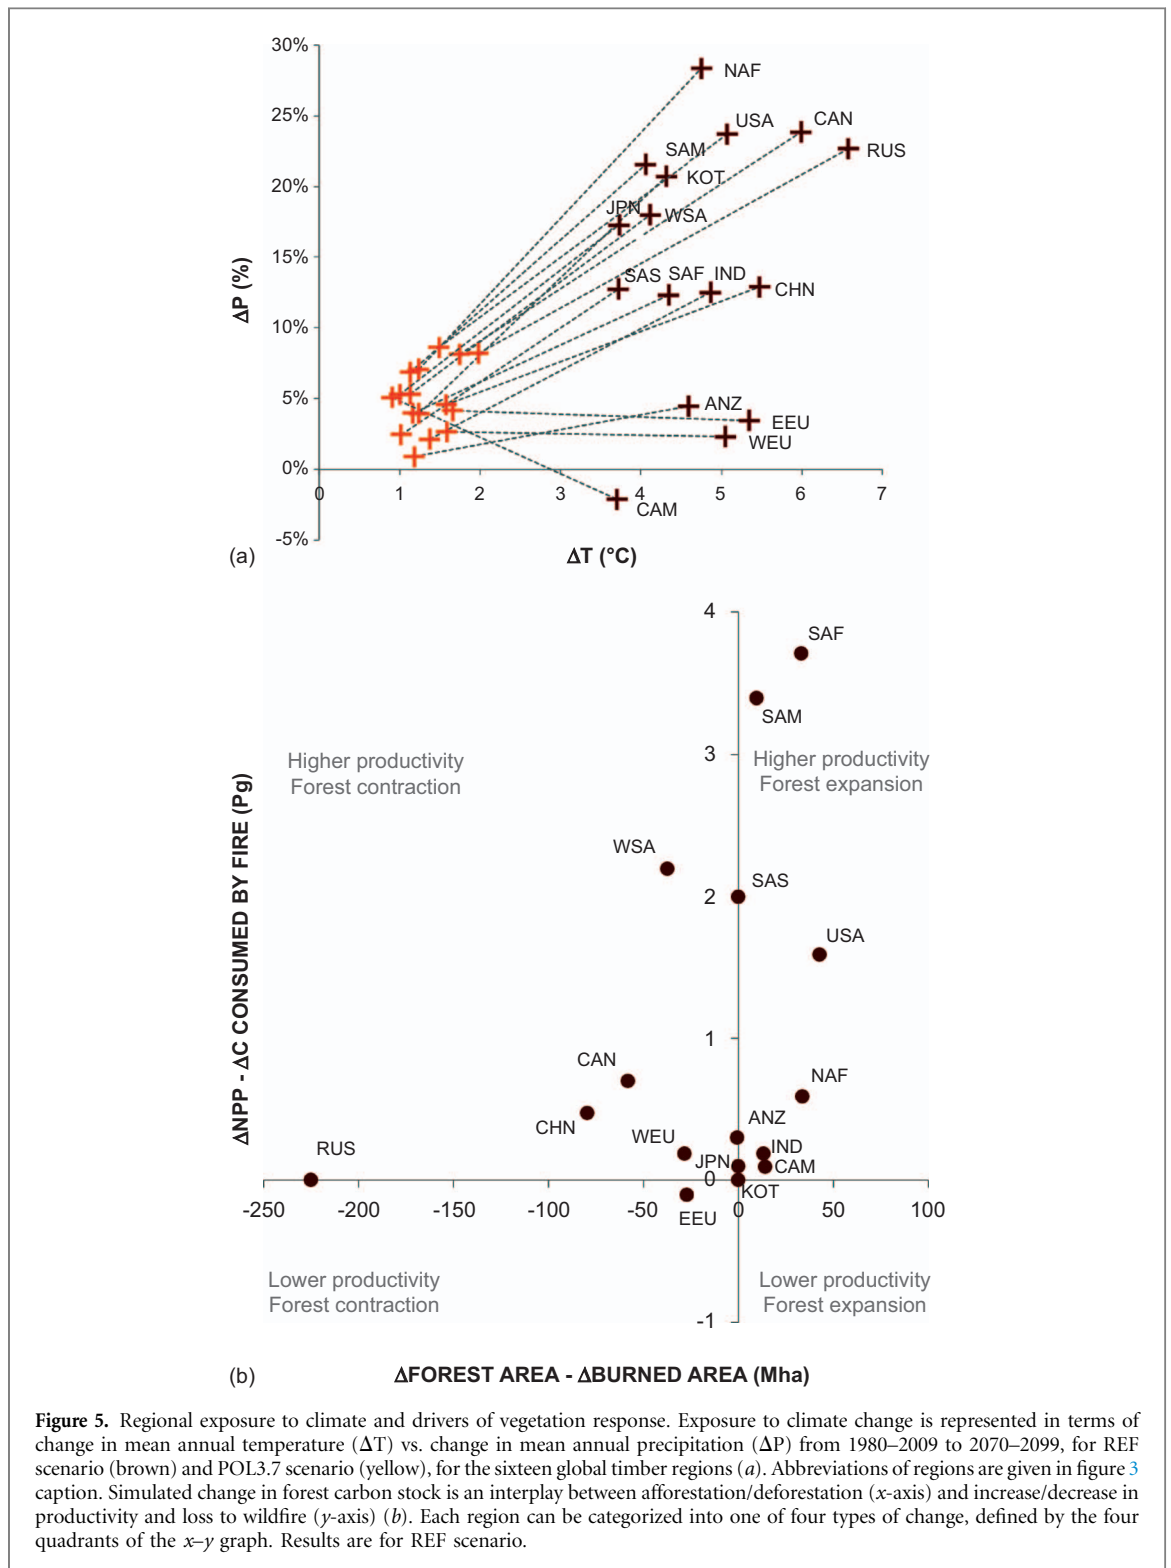 30%
NAF
25%
USA
CAN
RUS
SAM
20%
KOT
JPN
WSA
ΔP (%)
15%
SAS
SAF
IND
CHN
10%
5%
ANZ
EEU
WEU
0%
0
1
2
3
4
5
6
7
CAM
-5%
(a)
ΔT (°C)
4
SAF
SAM
Higher productivity
Forest contraction
3
Higher productivity
Forest expansion
WSA
SAS
2
USA
ΔNPP - ΔC CONSUMED BY FIRE (Pg)
1
CAN
NAF
CHN
ANZ
WEU
IND
RUS
JPN
CAM
0
KOT
-250
-200
-150
-100
-50
0
50
100
EEU
Lower productivity
Forest contraction
Lower productivity
Forest expansion
-1
(b)
ΔFOREST AREA - ΔBURNED AREA (Mha)
Figure 5. Regional exposure to climate and drivers of vegetation response. Exposure to climate change is represented in terms of
change in mean annual temperature (ΔT) vs. change in mean annual precipitation (ΔP) from 1980–2009 to 2070–2099, for REF
scenario (brown) and POL3.7 scenario (yellow), for the sixteen global timber regions (a). Abbreviations of regions are given in figure 3
caption. Simulated change in forest carbon stock is an interplay between afforestation/deforestation (x-axis) and increase/decrease in
productivity and loss to wildfire (y-axis) (b). Each region can be categorized into one of four types of change, defined by the four
quadrants of the x–y graph. Results are for REF scenario.